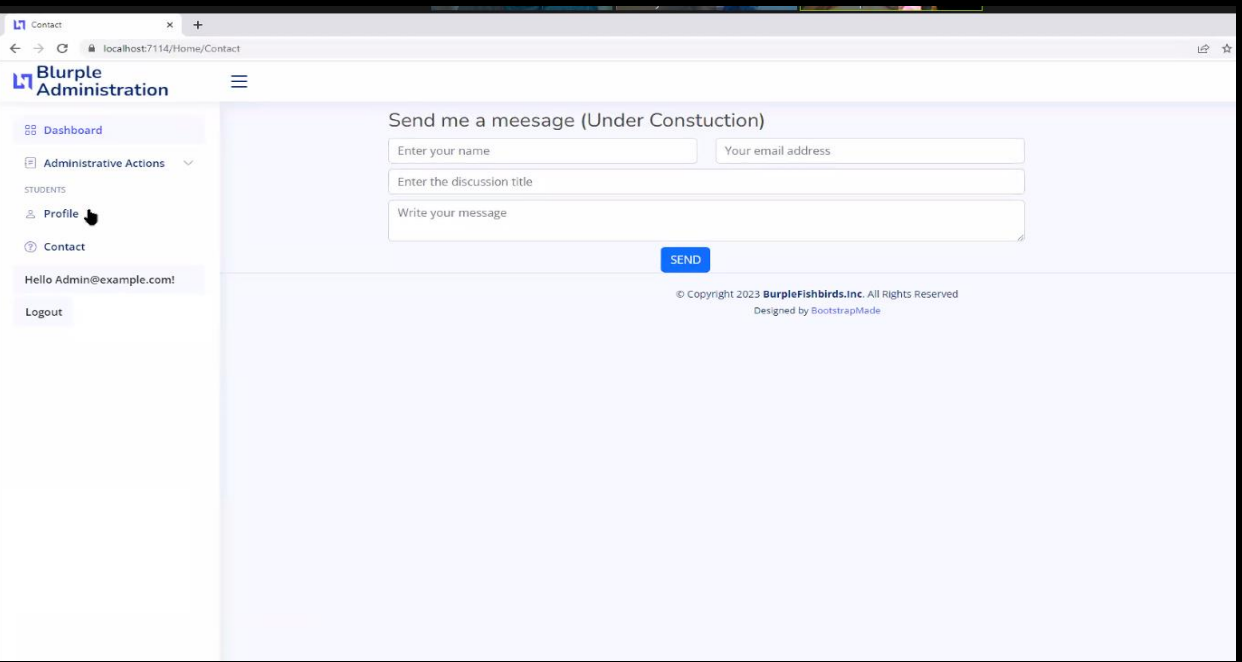 Contact
localhost:7114/Home/Contact
Blurple
Administration
Dashboard
Administrative Actions
STUDENTS
Profile
Contact
Hello Admin@example.com!
Logout
Send me a meesage (Under Constuction)
Enter your name
Your email address
Enter the discussion title
Write your message
SEND
© Copyright 2023 BurpleFishbirds.Inc. All Rights Reserved
Designed by BootstrapMade